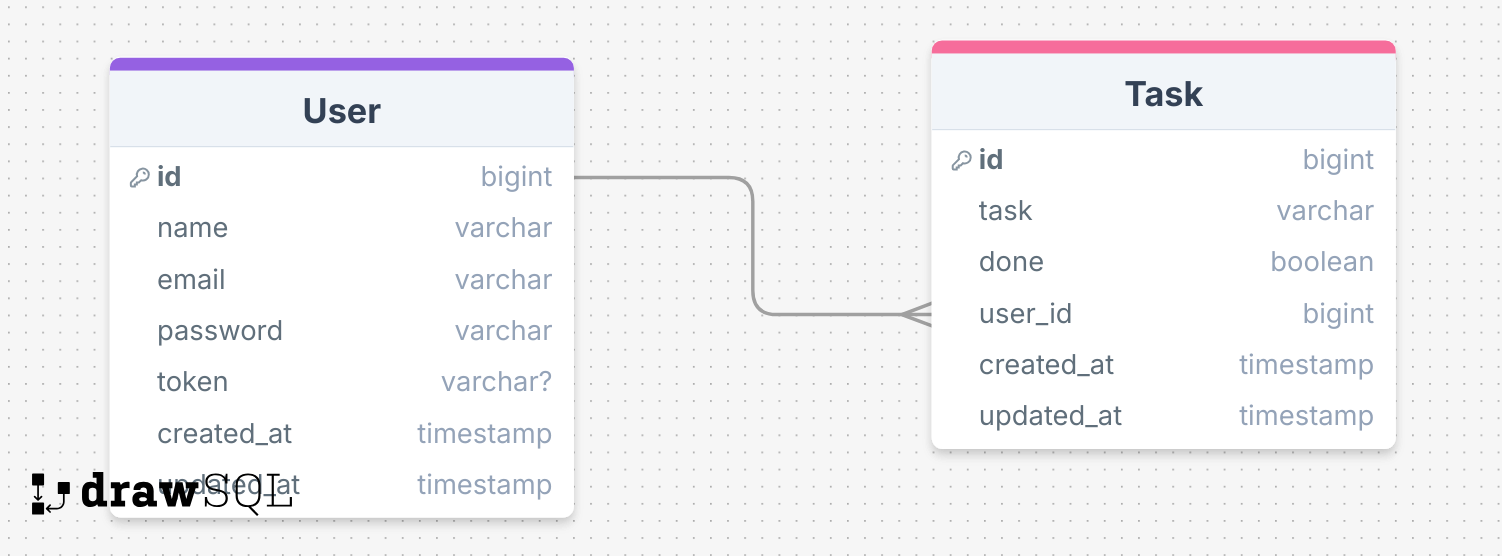 User
id bigint
name varchar
email varchar
password varchar
token varchar?
created_at timestamp
updated_at timestamp
drawSQL
Task
id bigint
task varchar
done boolean
user_id bigint
created_at timestamp
updated_at timestamp